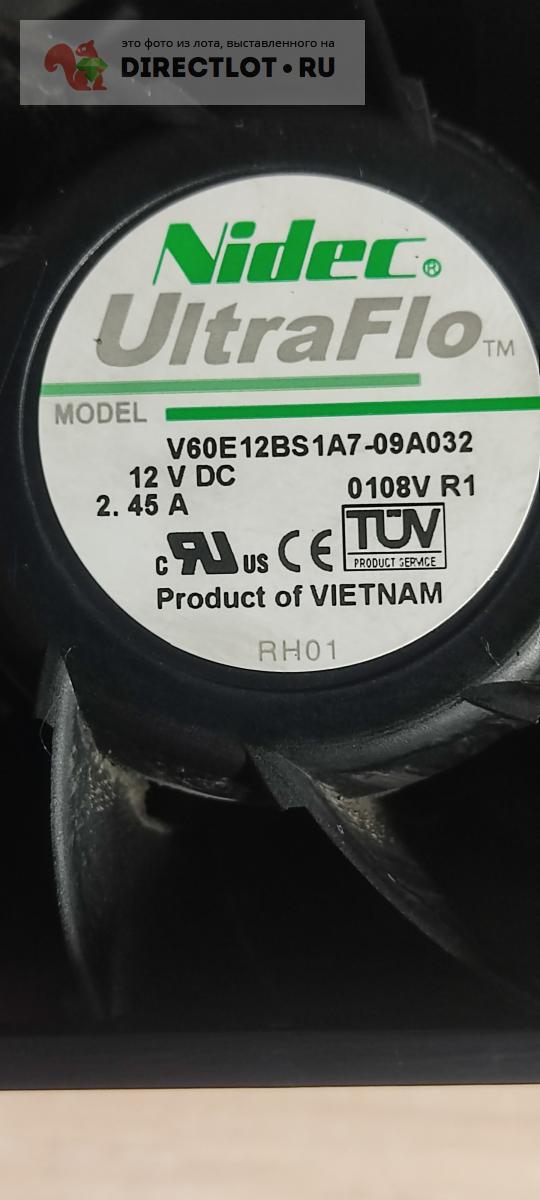 это фото из лота, выставленного на
DIRECTLOT.RU
Nidec®
UltraFlo™
MODEL
V60E12BS1A7-09A032
12 V DC
2. 45 A
0108V R1
c RU US CE TÜV
PRODUCT SERVICE
Product of VIETNAM
RH01